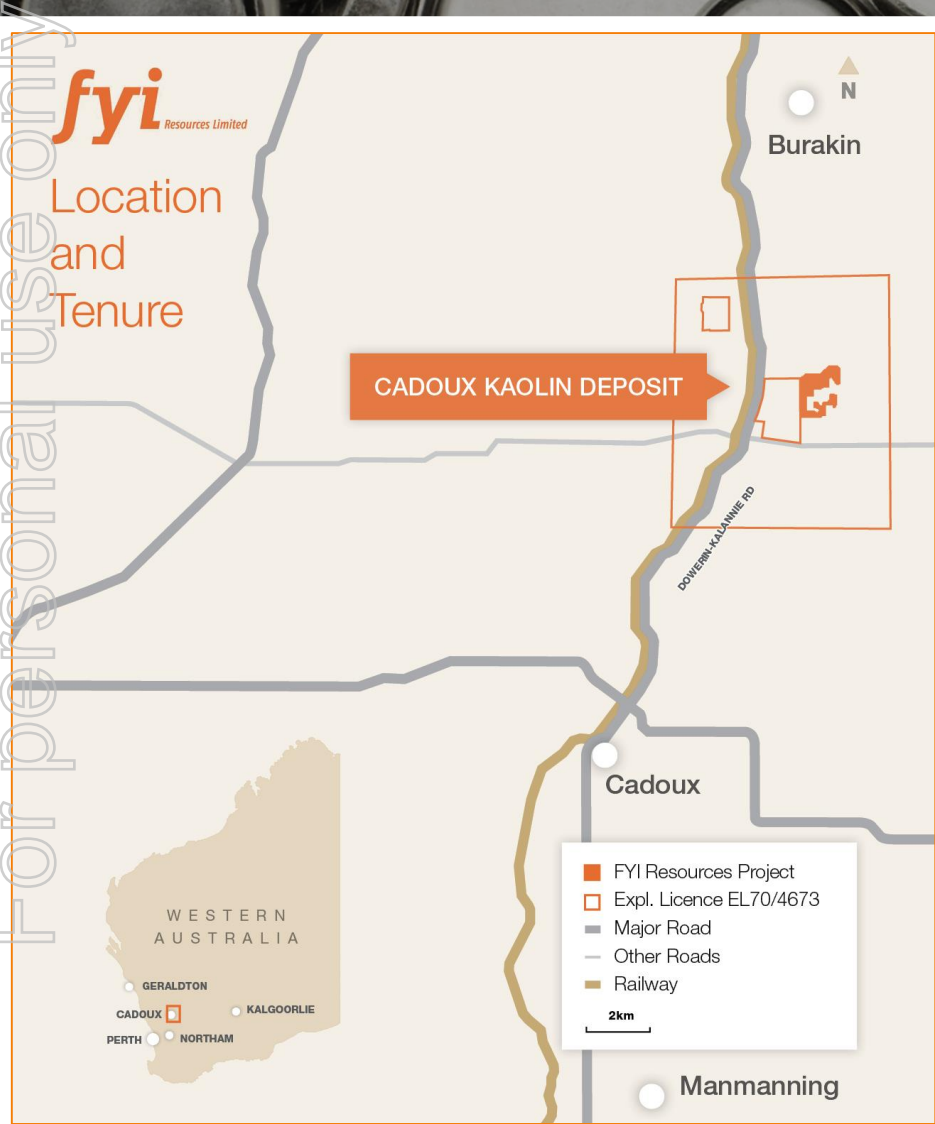 For personal use only
fyi
Resources Limited
Location
and
Tenure
N
Burakin
CADOUX KAOLIN DEPOSIT
DOWERIN-KALANNIE RD
Cadoux
WESTERN
AUSTRALIA
GERALDTON
CADOUX
KALGOORLIE
PERTH
NORTHAM
FYI Resources Project
Expl. Licence EL70/4673
Major Road
Other Roads
Railway
2km
Manmanning